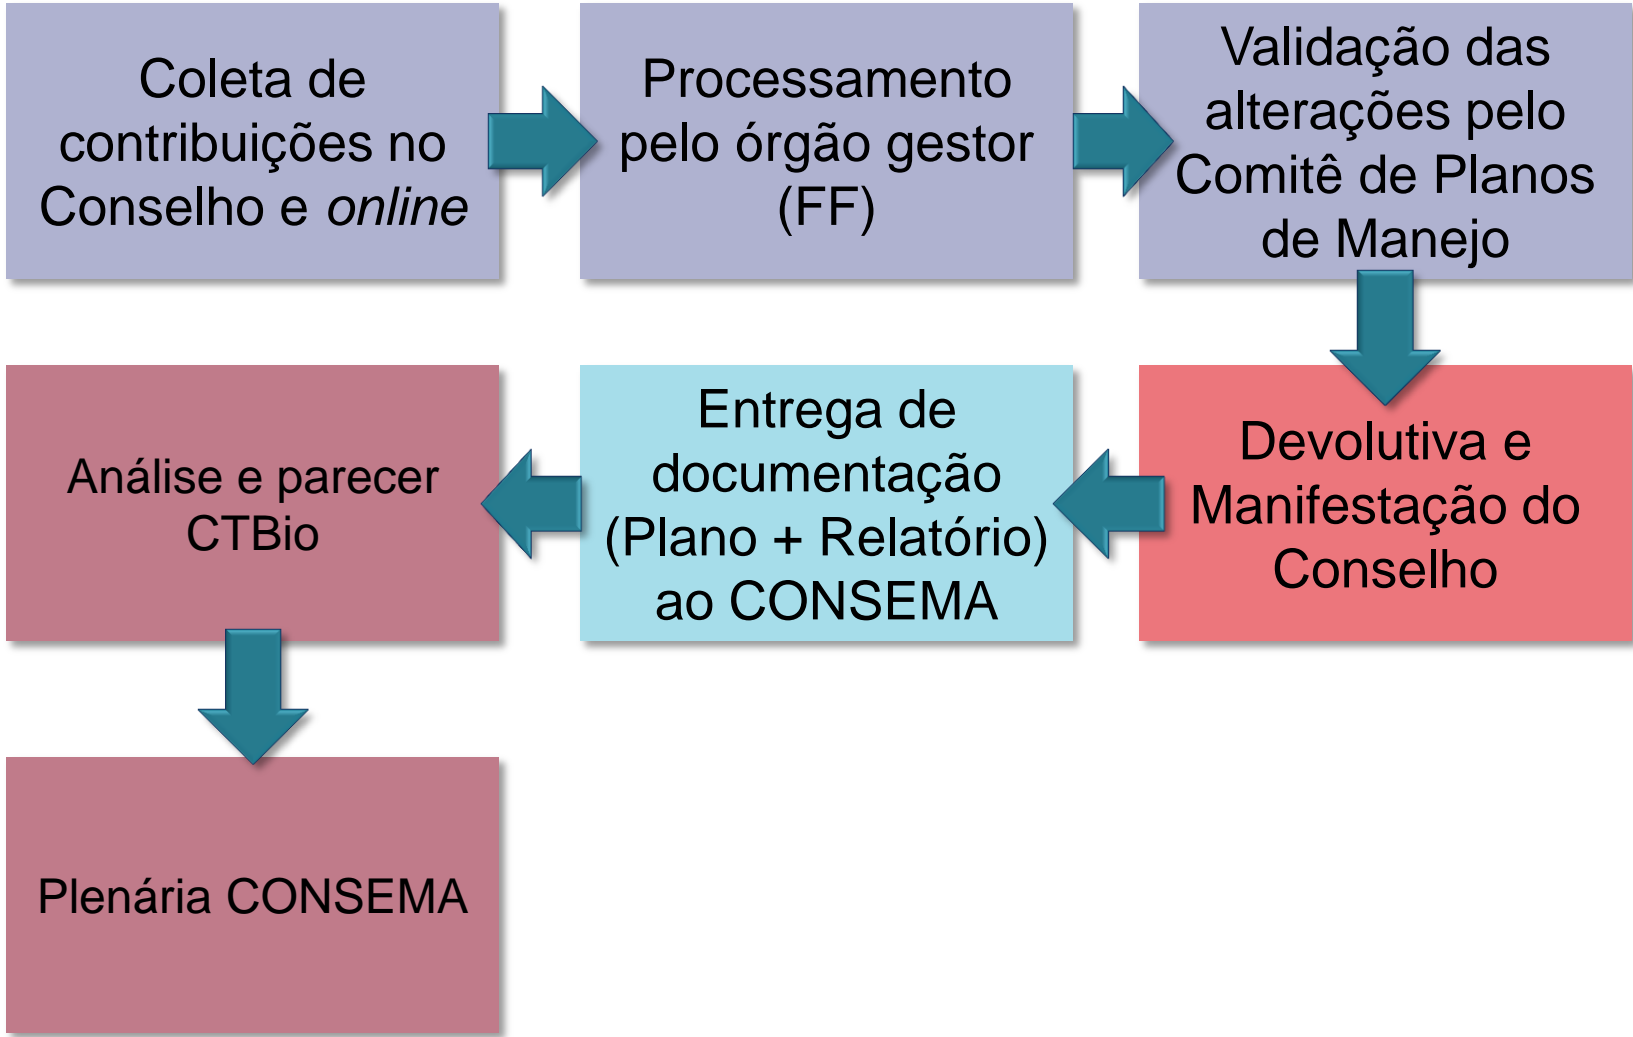 Coleta de
contribuições no
Conselho e online
Processamento
pelo órgão gestor
(FF)
Validação das
alterações pelo
Comitê de Planos
de Manejo
Devolutiva e
Manifestação do
Conselho
Entrega de
documentação
(Plano + Relatório)
ao CONSEMA
Análise e parecer
CTBio
Plenária CONSEMA